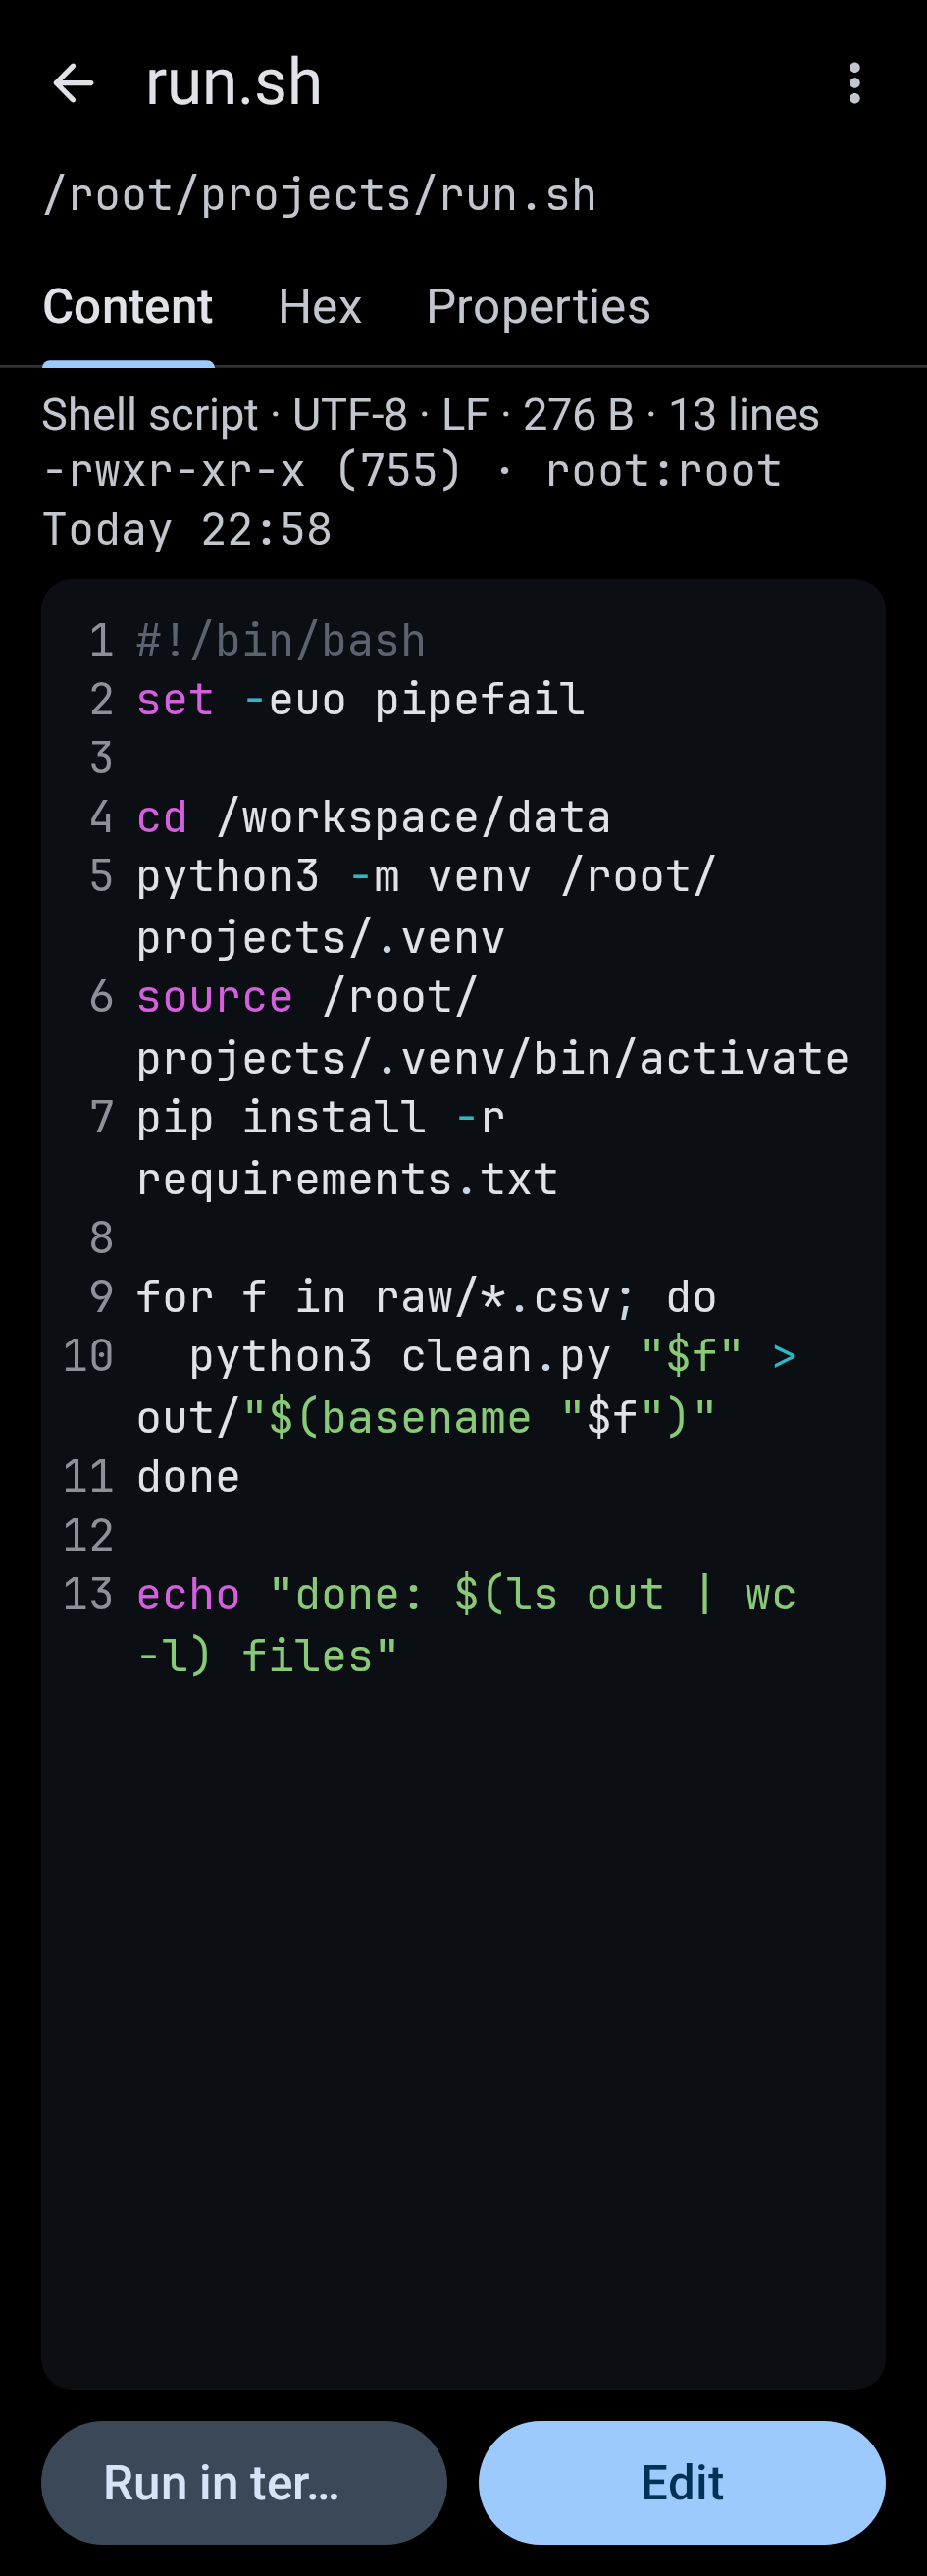 run.sh
/root/projects/run.sh
Content Hex Properties
Shell script · UTF-8 · LF · 276 B · 13 lines
-rwxr-xr-x (755) · root:root
Today 22:58
1 #!/bin/bash
2 set -euo pipefail
3
4 cd /workspace/data
5 python3 -m venv /root/
projects/.venv
6 source /root/
projects/.venv/bin/activate
7 pip install -r
requirements.txt
8
9 for f in raw/*.csv; do
10   python3 clean.py "$f" >
out/"$(basename "$f")"
11 done
12
13 echo "done: $(ls out | wc
-l) files"
Run in ter…
Edit